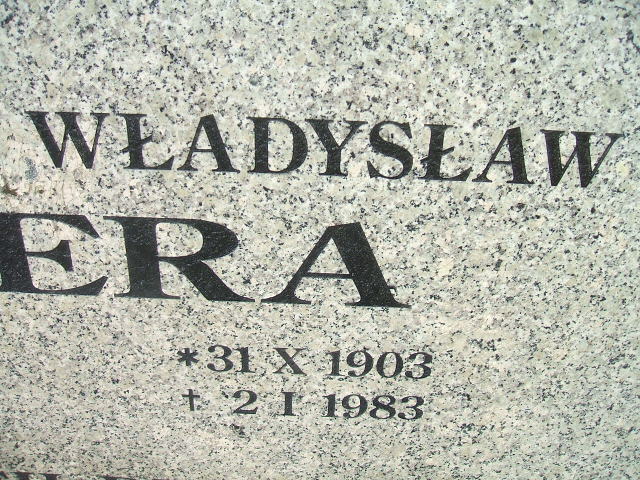 WŁADYSŁAW
ERA
*31 X 1903
† 2 I 1983